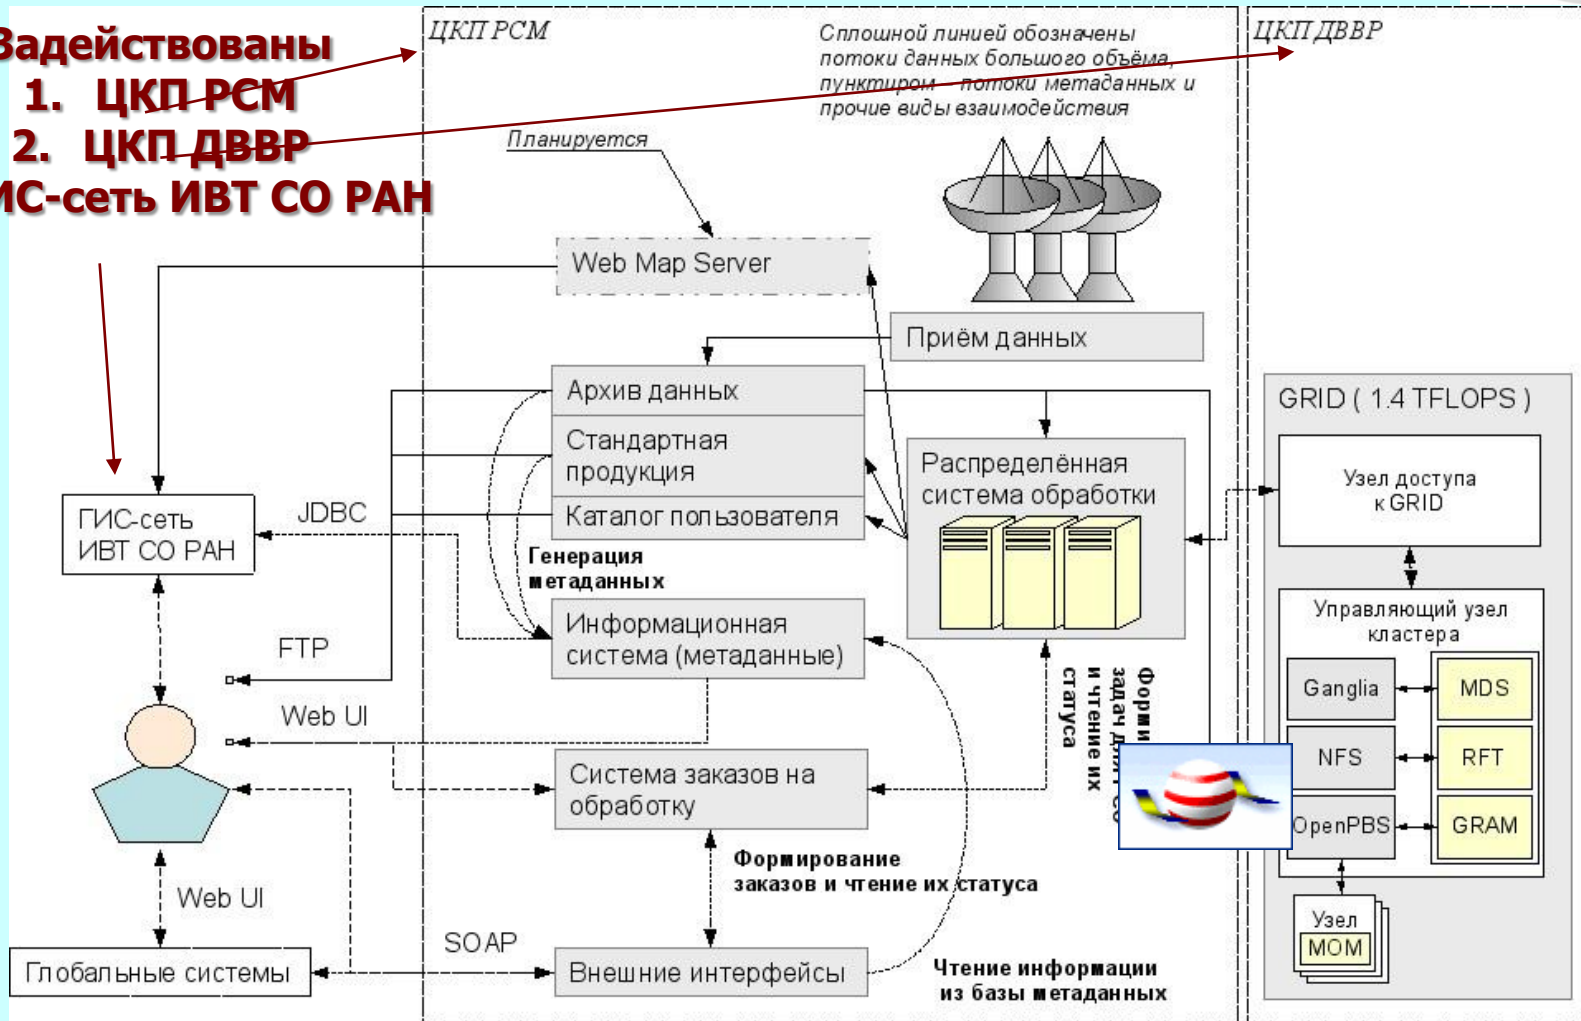 Задействованы
1. ЦКП РСМ
2. ЦКП ДВВР
ИС-сеть ИВТ СО РАН
ЦКП РСМ
Сплошной линией обозначены
потоки данных большого объёма,
пунктиром потоки метаданных и
прочие виды взаимодействия
ЦКП ДВВР
Планируется
Web Map Server
Приём данных
Архив данных
Стандартная
продукция
Каталог пользователя
Распределённая
система обработки
GRID ( 1.4 TFLOPS )
Узел доступа
к GRID
ГИС-сеть
ИВТ СО РАН
JDBC
Генерация
метаданных
Информационная
система (метаданные)
Управляющий узел
кластера
Ganglia
MDS
NFS
RFT
OpenPBS
GRAM
Узел
MOM
FTP
Web UI
Форми
задач
и чтение их
статуса
Система заказов на
обработку
Формирование
заказов и чтение их статуса
Web UI
SOAP
Глобальные системы
Внешние интерфейсы
Чтение информации
из базы метаданных